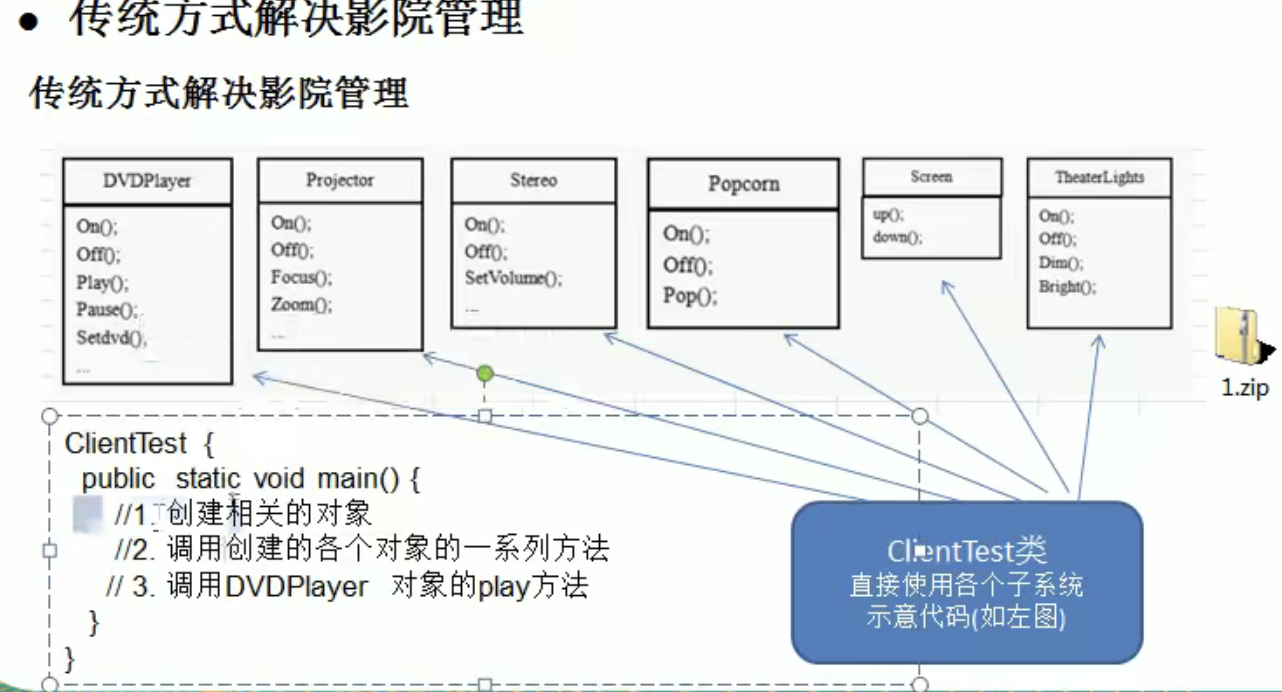 ● 传统方式解决影院管理
传统方式解决影院管理
DVDPlayer
On();
Off();
Play();
Pause();
Setdvd(),
...
Projector
On();
Off();
Focus();
Zoom();
...
Stereo
On();
Off();
SetVolume();
...
Popcorn
On();
Off();
Pop();
Screen
up();
down();
TheaterLights
On();
Off();
Dim();
Bright();
1.zip
ClientTest {
public static void main() {
//1. 创建相关的对象
//2. 调用创建的各个对象的一系列方法
// 3. 调用DVDPlayer 对象的play方法
}
}
ClientTest类
直接使用各个子系统
示意代码(如左图)